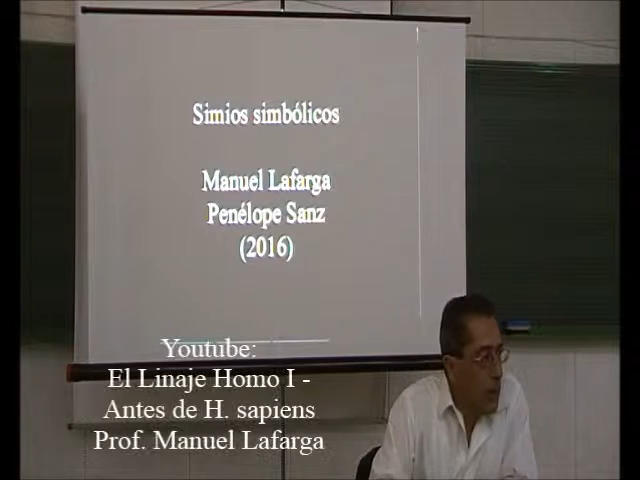 Simios simbólicos
Manuel Lafarga
Penélope Sanz
(2016)
Youtube:
El Linaje Homo I -
Antes de H. sapiens
Prof. Manuel Lafarga